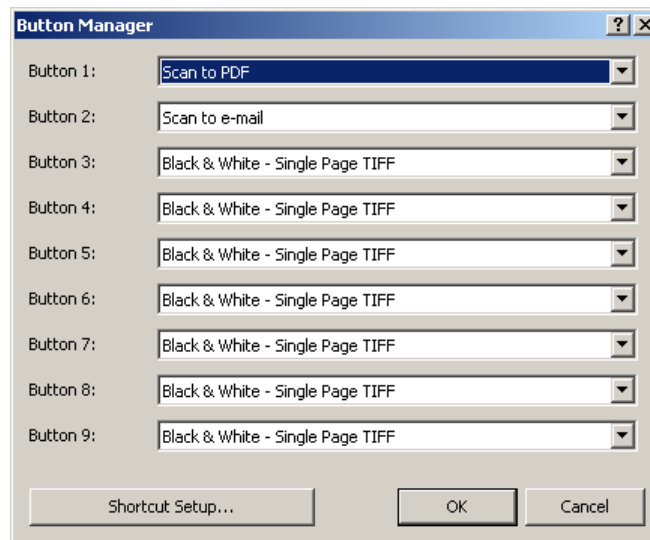 Button Manager
Button 1: Scan to PDF
Button 2: Scan to e-mail
Button 3: Black & White - Single Page TIFF
Button 4: Black & White - Single Page TIFF
Button 5: Black & White - Single Page TIFF
Button 6: Black & White - Single Page TIFF
Button 7: Black & White - Single Page TIFF
Button 8: Black & White - Single Page TIFF
Button 9: Black & White - Single Page TIFF
Shortcut Setup... OK Cancel